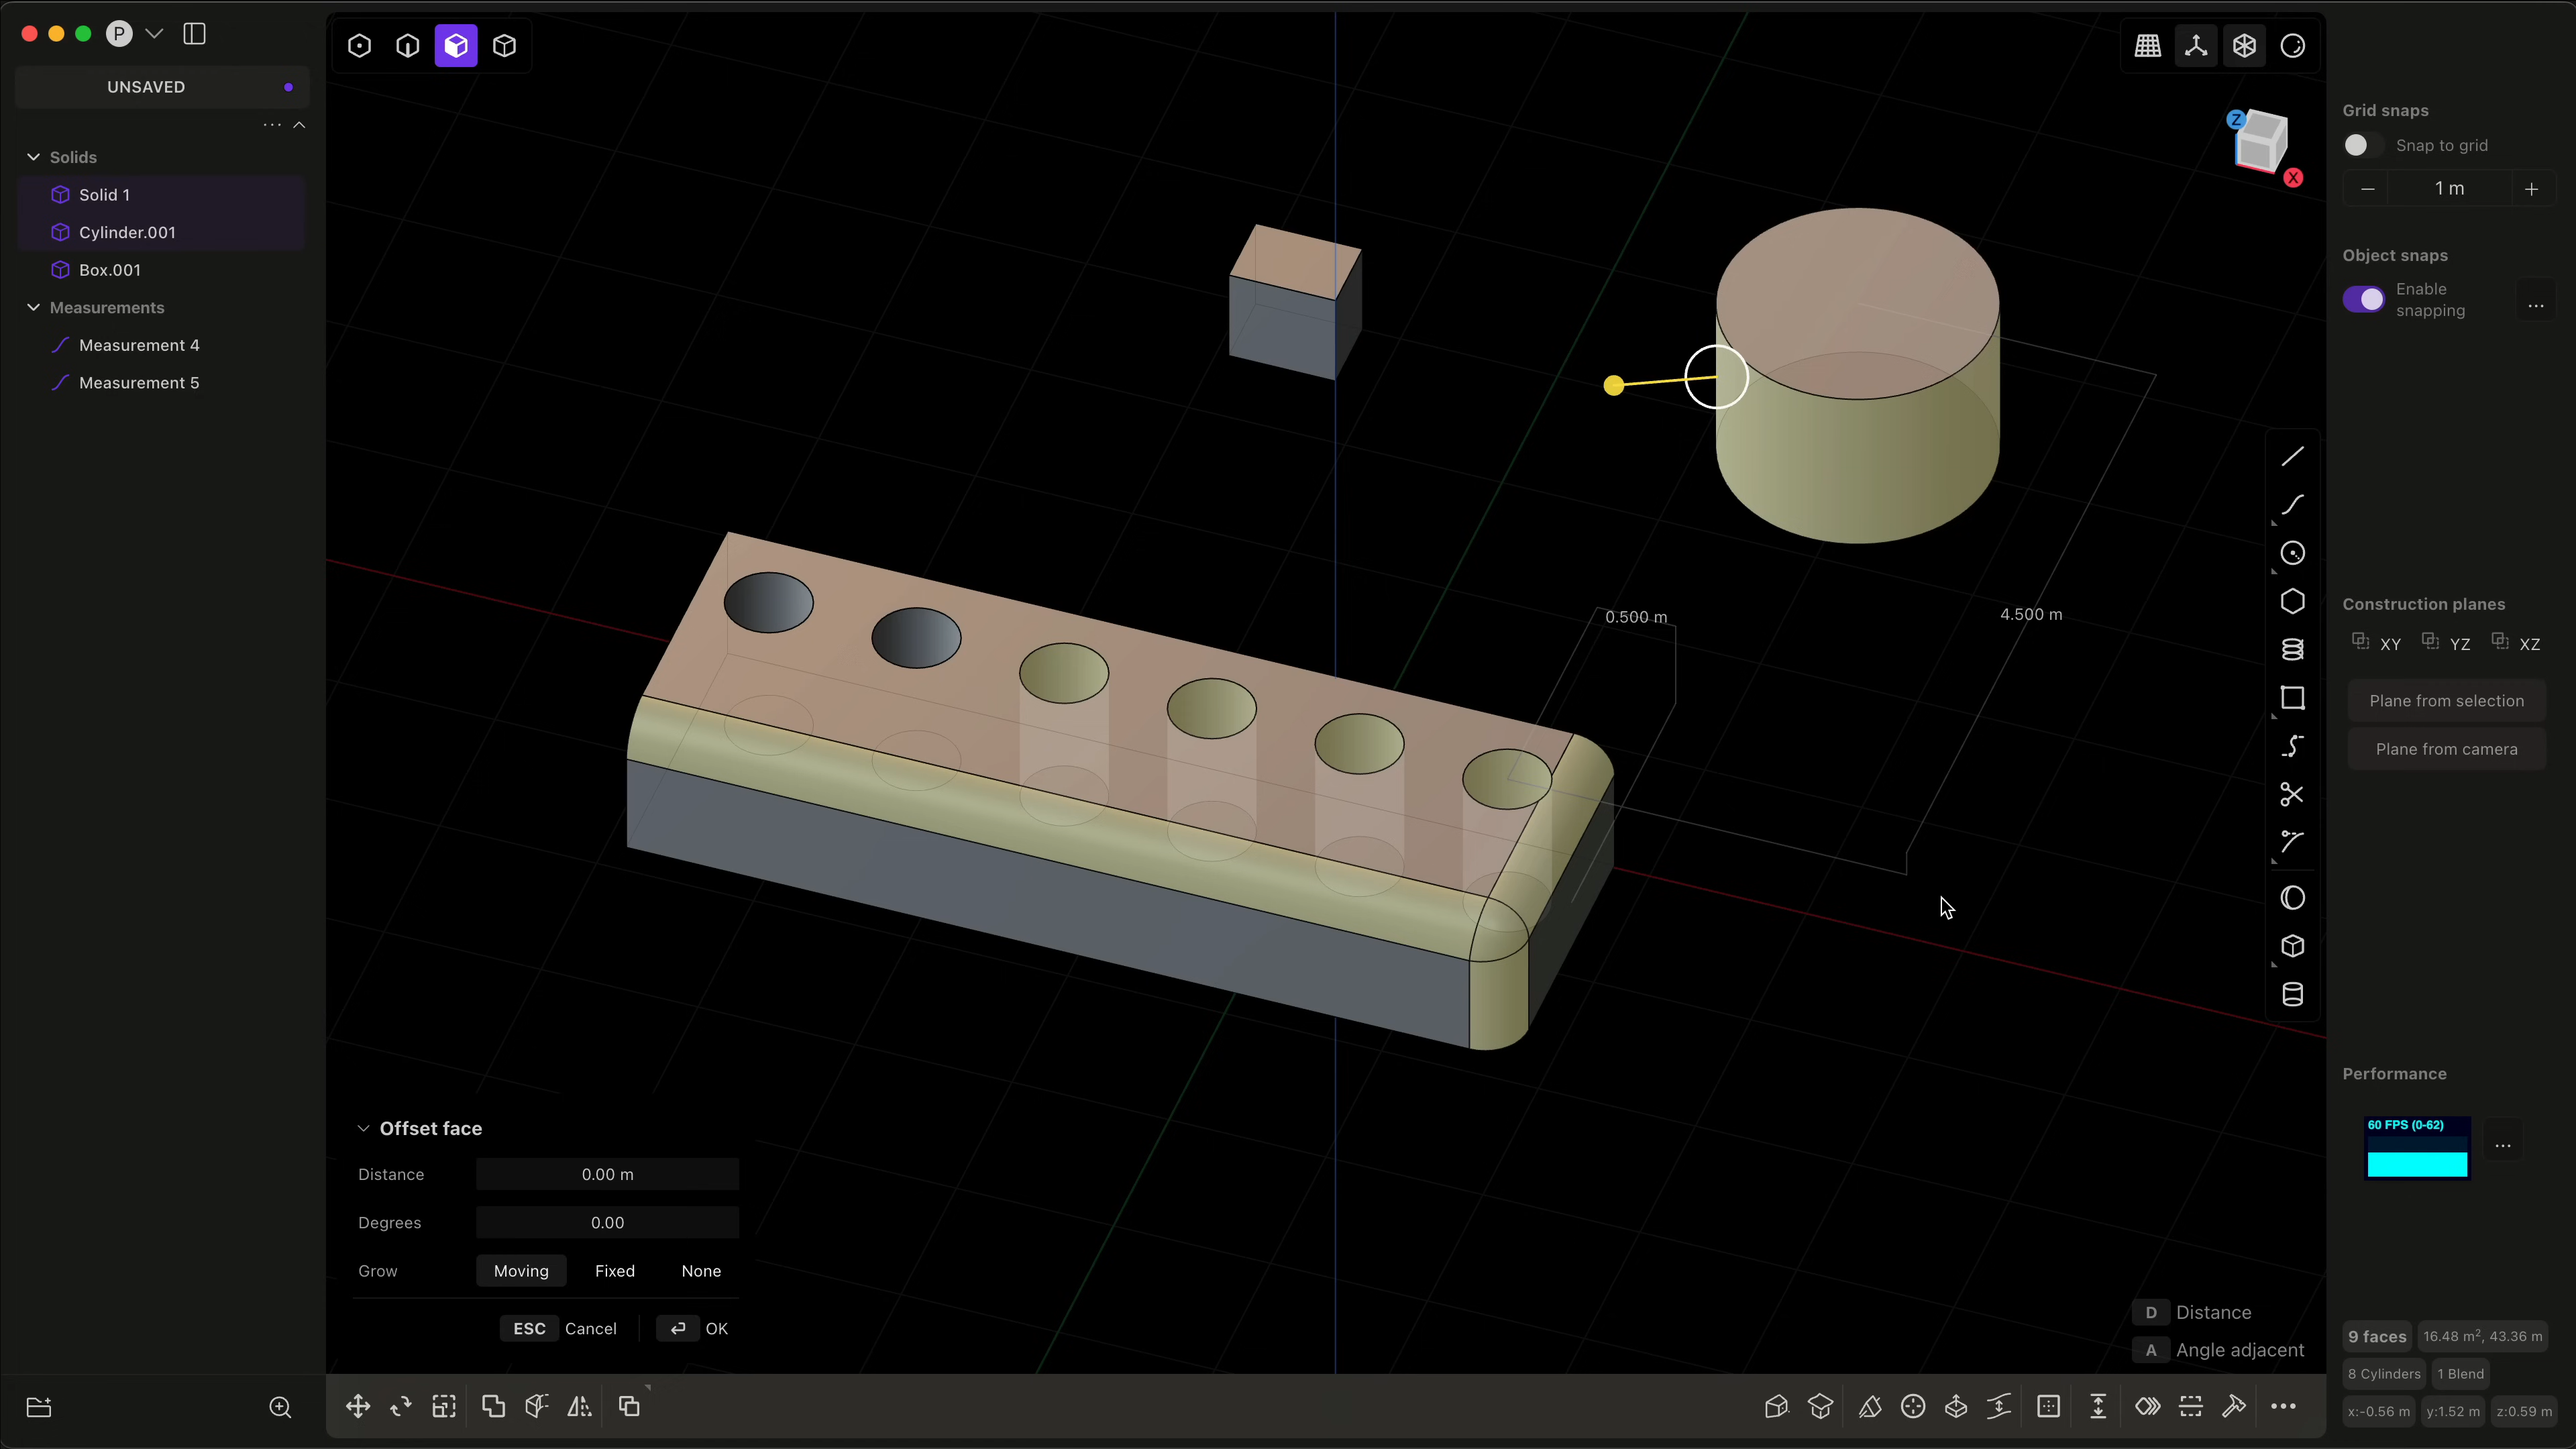 P
UNSAVED
Solids
Solid 1
Cylinder.001
Box.001
Measurements
Measurement 4
Measurement 5
Z
X
Grid snaps
Snap to grid
1 m
Object snaps
Enable
snapping
0.500 m
4.500 m
Construction planes
XY YZ XZ
Plane from selection
Plane from camera
Performance
60 FPS (0-62)
Offset face
Distance 0.00 m
Degrees 0.00
Grow Moving Fixed None
ESC Cancel OK
D Distance
A Angle adjacent
9 faces 16.48 m², 43.36 m
8 Cylinders 1 Blend
x:-0.56 m y:1.52 m z:0.59 m